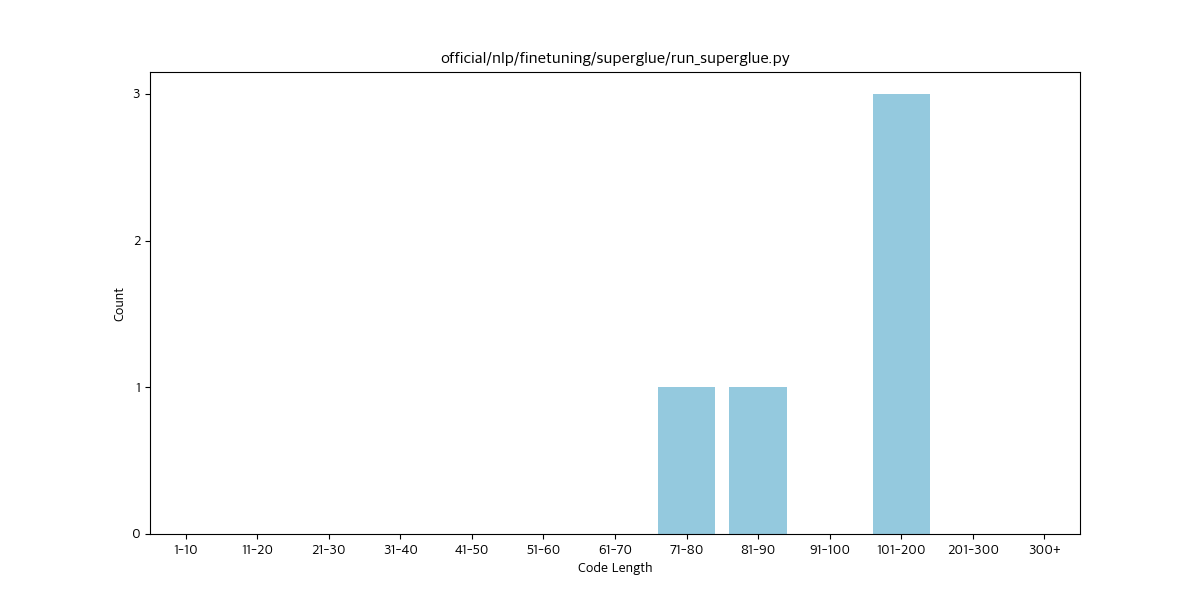 official/nlp/finetuning/superglue/run_superglue.py
3
2
1
0
Count
1-10 11-20 21-30 31-40 41-50 51-60 61-70 71-80 81-90 91-100 101-200 201-300 300+
Code Length